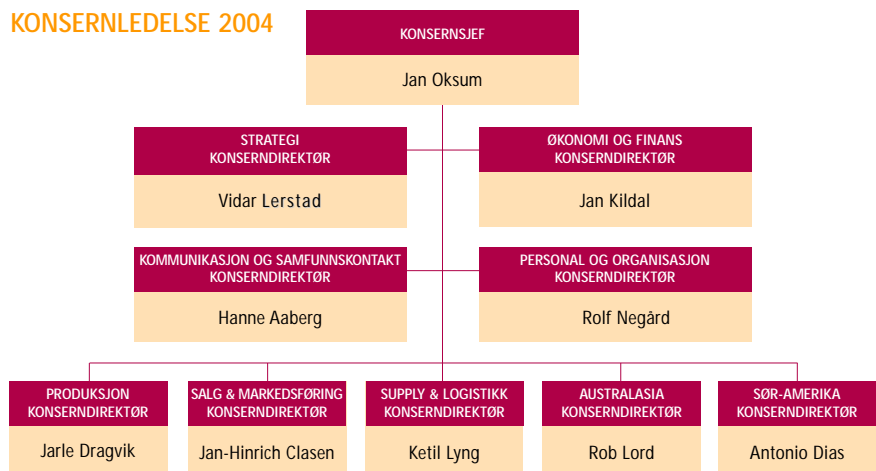 KONSERNLEDELSE 2004
KONSERNSJEF
Jan Oksum
STRATEGI
KONSERNDIREKTØR
Vidar Lerstad
ØKONOMI OG FINANS
KONSERNDIREKTØR
Jan Kildal
KOMMUNIKASJON OG SAMFUNNSKONTAKT
KONSERNDIREKTØR
Hanne Aaberg
PERSONAL OG ORGANISASJON
KONSERNDIREKTØR
Rolf Negård
PRODUKSJON
KONSERNDIREKTØR
Jarle Dragvik
SALG & MARKEDSFØRING
KONSERNDIREKTØR
Jan-Hinrich Clasen
SUPPLY & LOGISTIKK
KONSERNDIREKTØR
Ketil Lyng
AUSTRALASIA
KONSERNDIREKTØR
Rob Lord
SØR-AMERIKA
KONSERNDIREKTØR
Antonio Dias